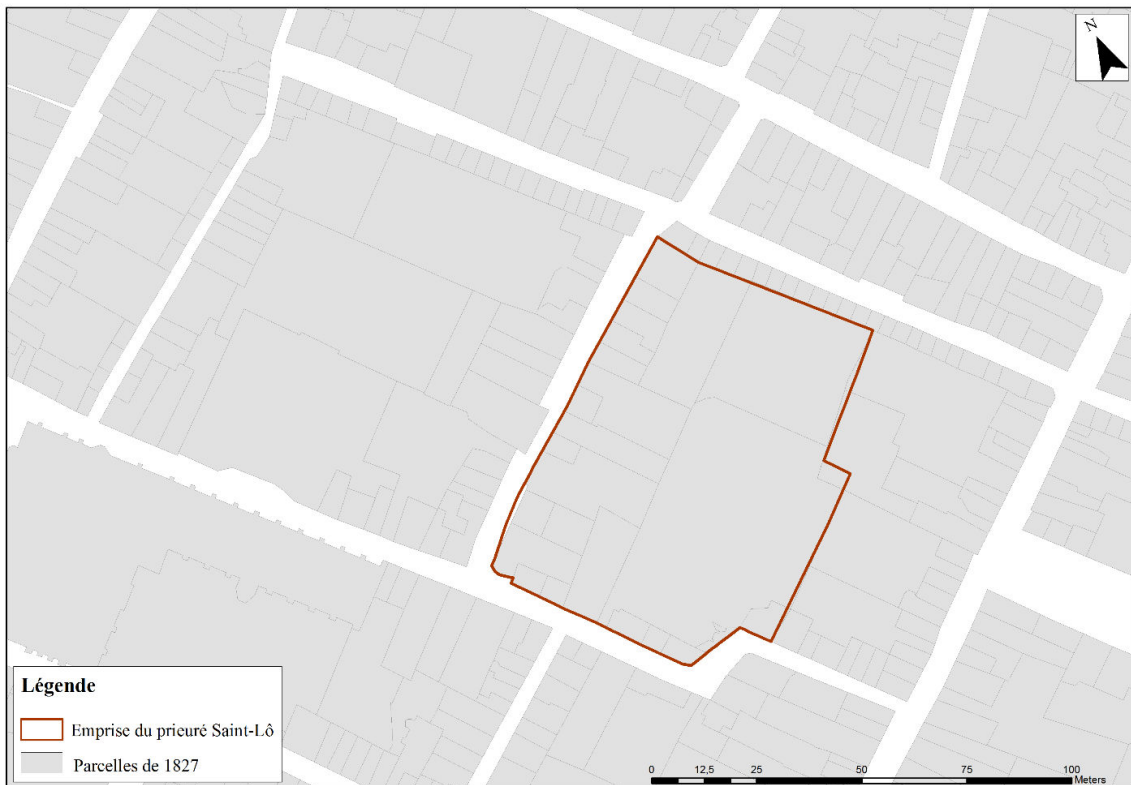 N
Légende
Emprise du prieuré Saint-Lô
Parcelles de 1827
0 12,5 25 50 75 100
Meters